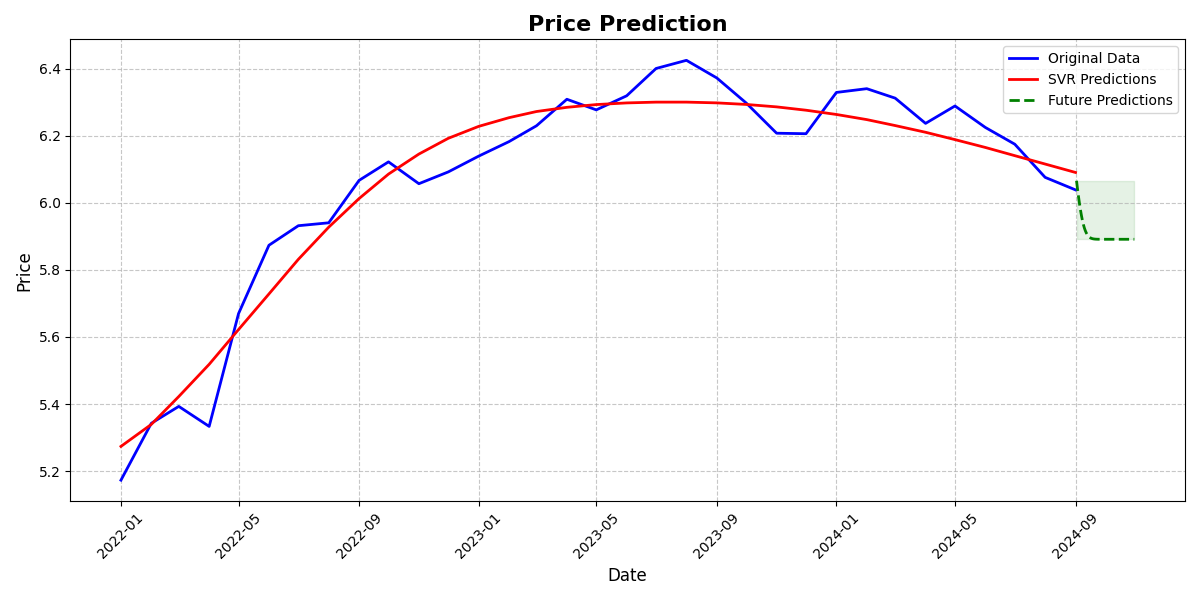 Price Prediction
Original Data
SVR Predictions
Future Predictions
Price
6.4
6.2
6.0
5.8
5.6
5.4
5.2
2022-01
2022-05
2022-09
2023-01
2023-05
2023-09
2024-01
2024-05
2024-09
Date